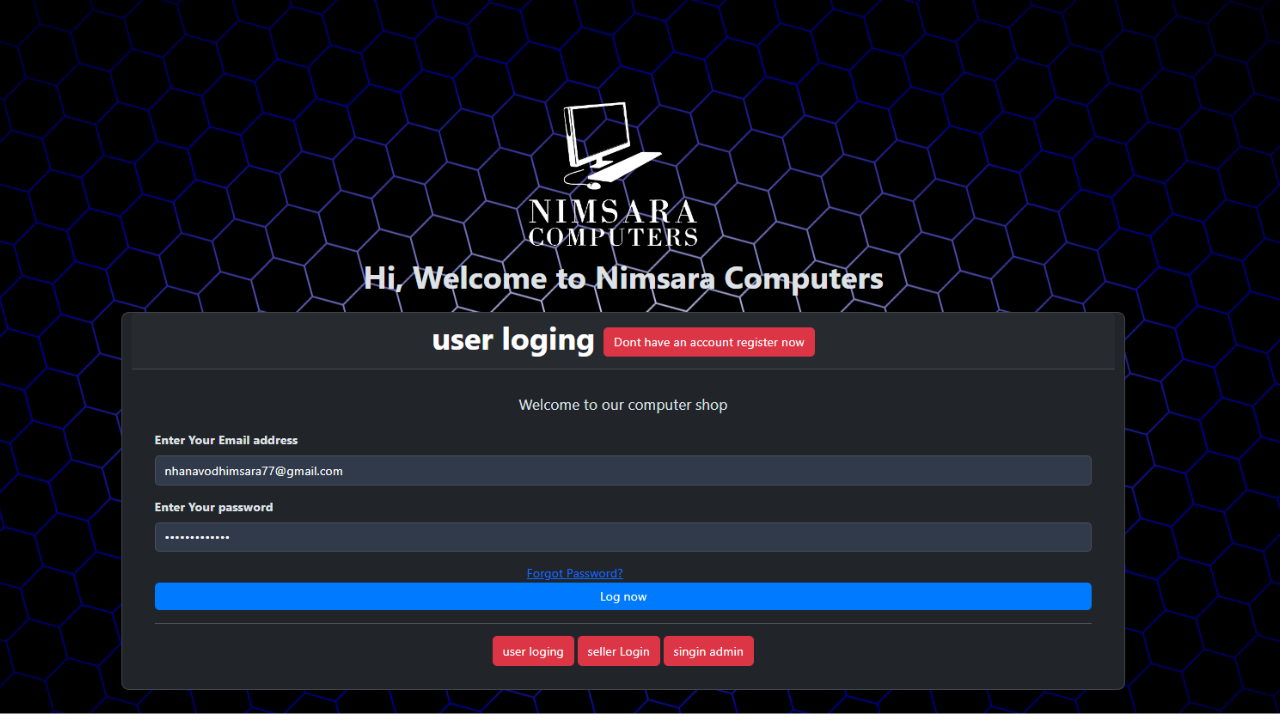 NIMSARA
COMPUTERS
Hi, Welcome to Nimsara Computers
user loging Dont have an account register now
Welcome to our computer shop
Enter Your Email address
nhanavodhimsara77@gmail.com
Enter Your password
•••••••••••••
Forgot Password?
Log now
user loging seller Login singin admin